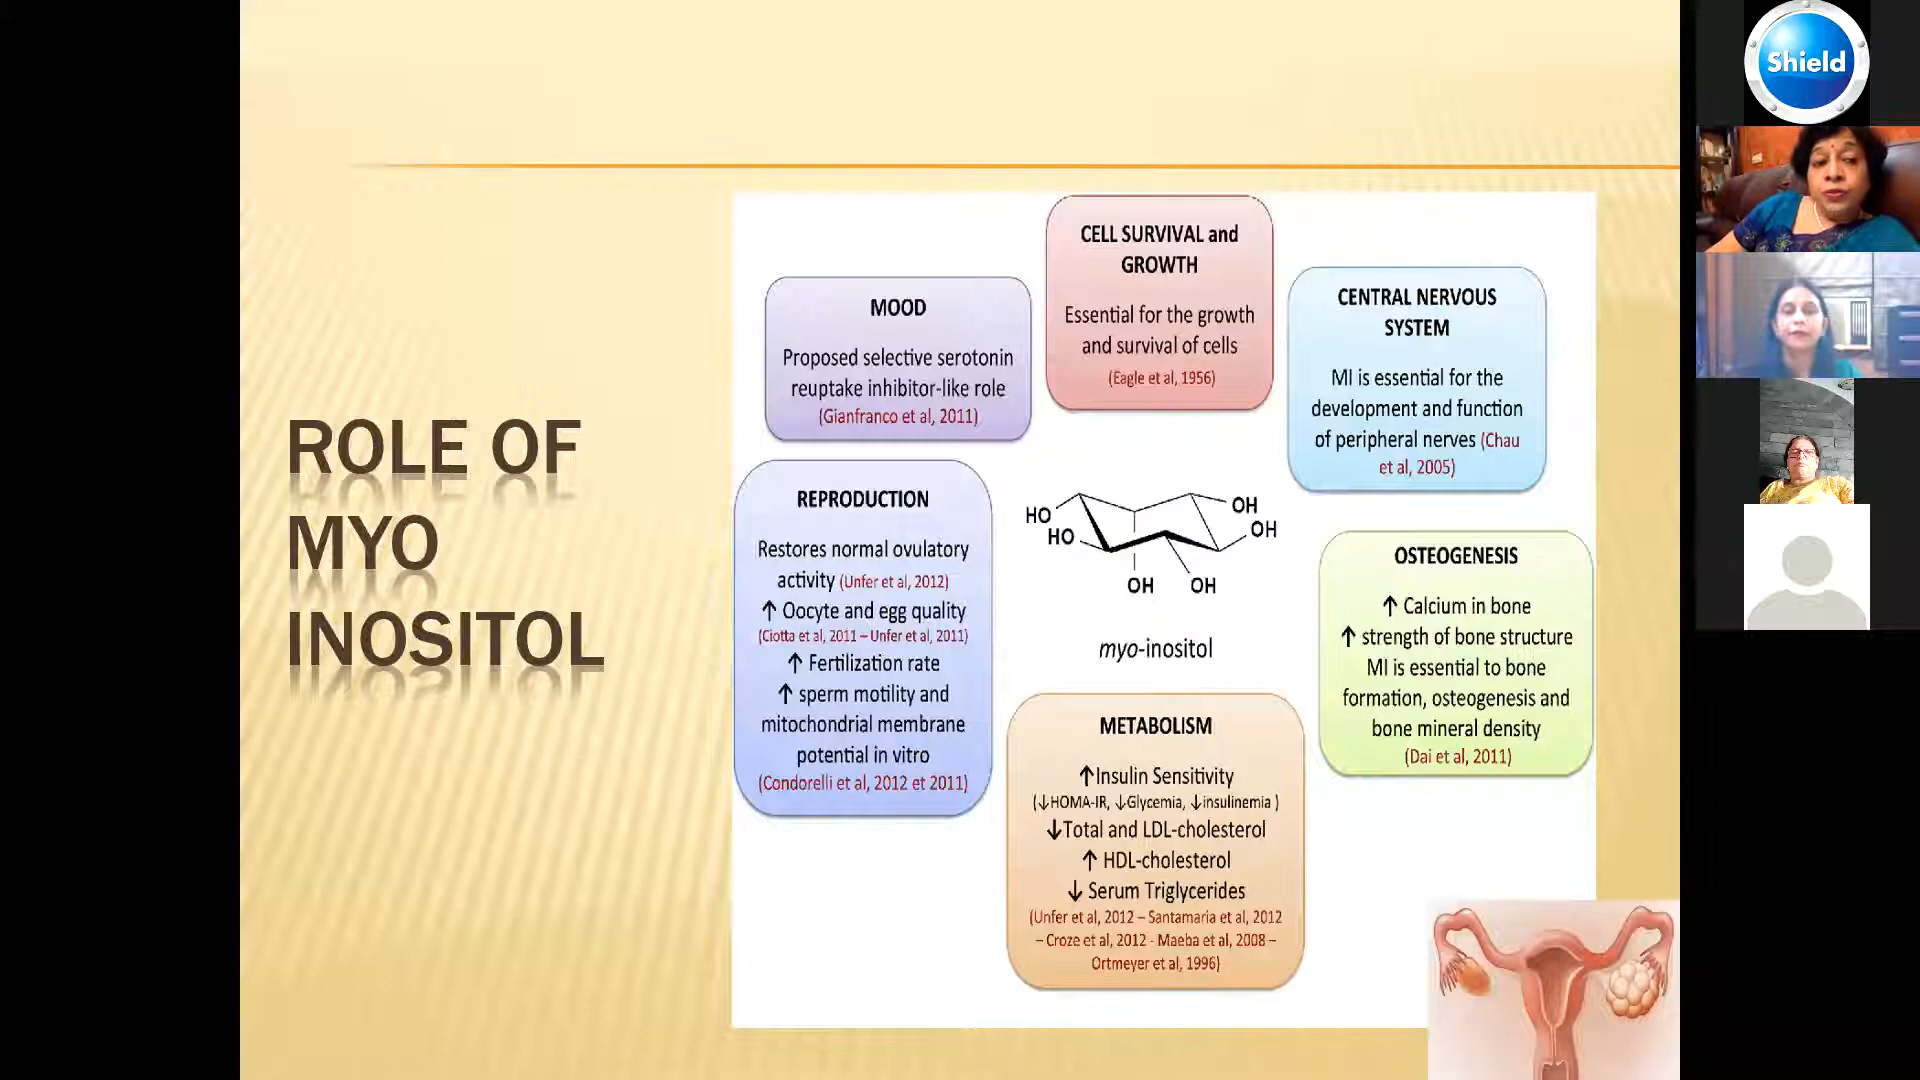 ROLE OF
MYO
INOSITOL
MOOD
Proposed selective serotonin
reuptake inhibitor-like role
(Gianfranco et al, 2011)
CELL SURVIVAL and
GROWTH
Essential for the growth
and survival of cells
(Eagle et al, 1956)
CENTRAL NERVOUS
SYSTEM
MI is essential for the
development and function
of peripheral nerves (Chau
et al, 2005)
REPRODUCTION
Restores normal ovulatory
activity (Unfer et al, 2012)
↑ Oocyte and egg quality
(Ciotta et al, 2011 – Unfer et al, 2011)
↑ Fertilization rate
↑ sperm motility and
mitochondrial membrane
potential in vitro
(Condorelli et al, 2012 et 2011)
HO
HO
OH
OH
OH
OH
myo-inositol
OSTEOGENESIS
↑ Calcium in bone
↑ strength of bone structure
MI is essential to bone
formation, osteogenesis and
bone mineral density
(Dai et al, 2011)
METABOLISM
↑Insulin Sensitivity
(↓HOMA-IR, ↓Glycemia, ↓insulinemia )
↓Total and LDL-cholesterol
↑ HDL-cholesterol
↓ Serum Triglycerides
(Unfer et al, 2012 – Santamaria et al, 2012
– Croze et al, 2012 - Maeba et al, 2008 –
Ortmeyer et al, 1996)
Shield